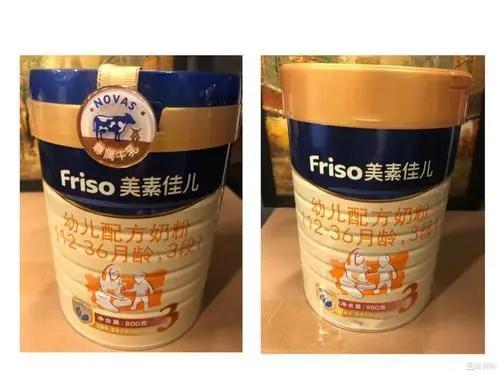 NOVAS
尊属牛乳
Friso 美素佳儿
幼儿配方奶粉
(12-36月龄,3段)
3
净含量:800克
Friso 美素佳儿
幼儿配方奶粉
(12-36月龄,3段)
3
净含量:900克